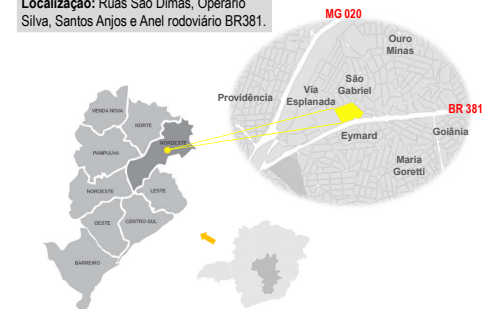 Localização: Ruas São Dimas, Operário
Silva, Santos Anjos e Anel rodoviário BR381.
MG 020
Ouro
Minas
São
Gabriel
Via
Esplanada
Providência
BR 381
Eymard
Goiânia
Maria
Goretti
VENDA NOVA
NORTE
NORDESTE
PAMPULHA
NOROESTE
LESTE
OESTE
CENTRO-SUL
BARREIRO